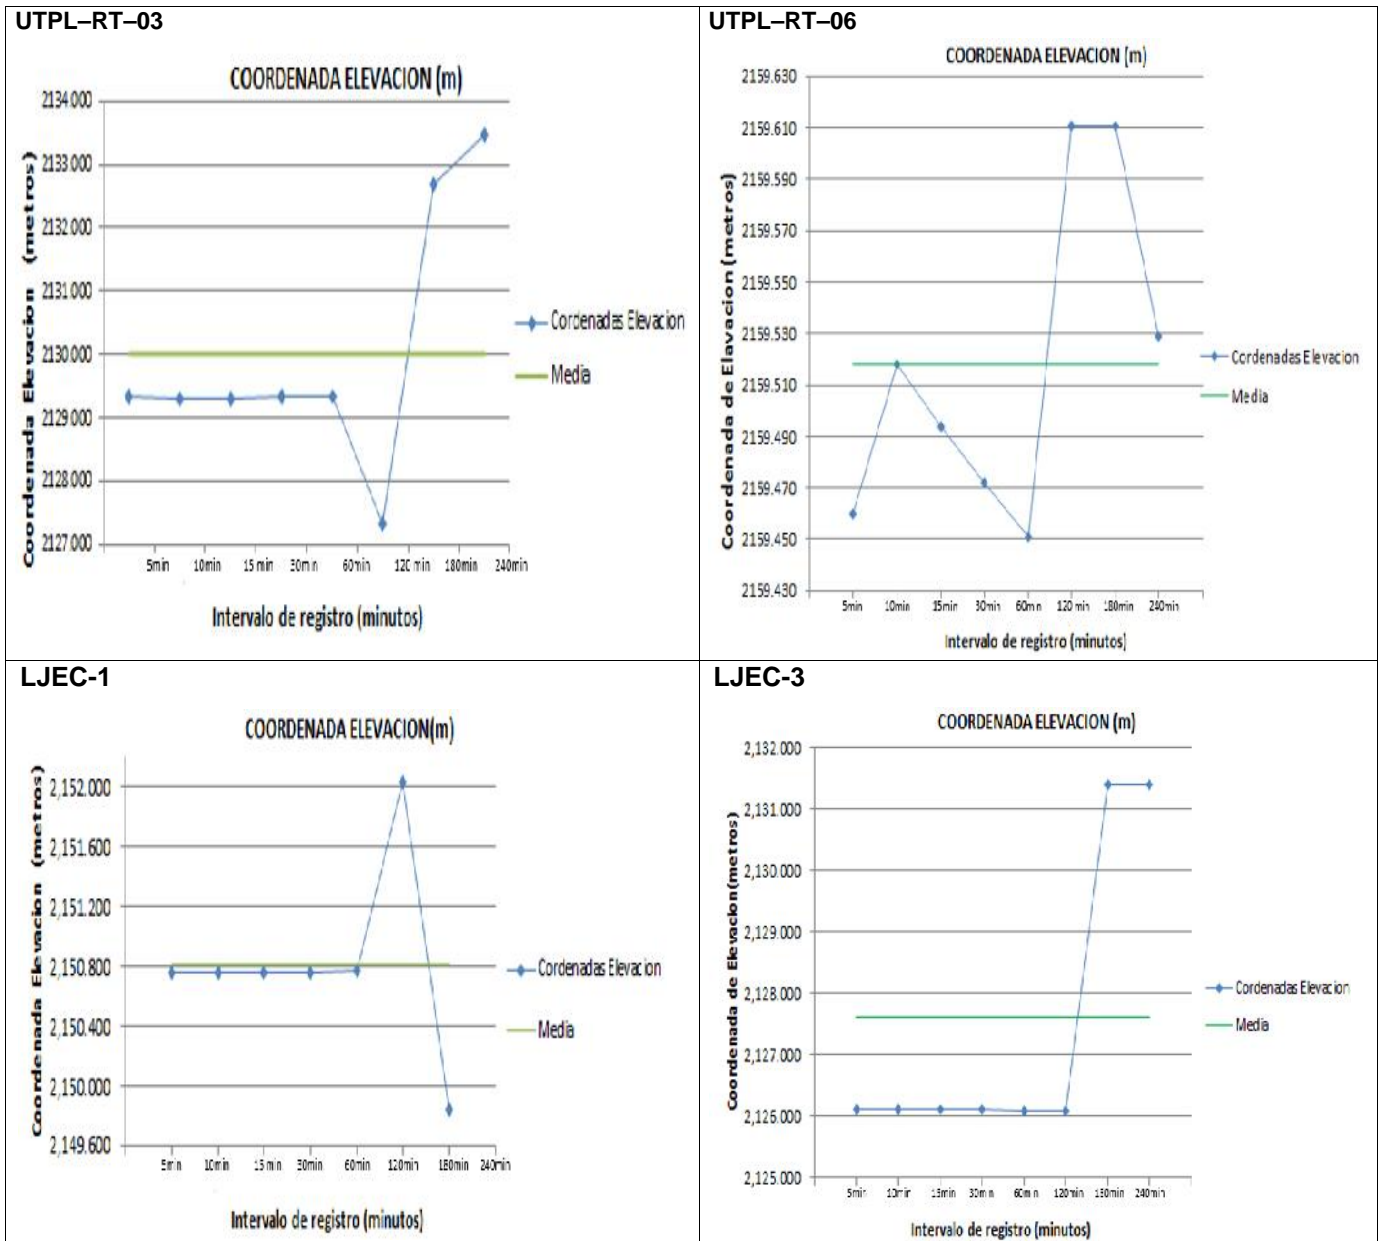 UTPL–RT–03
COORDENADA ELEVACION (m)
Coordenada Elevacion (metros)
2134.000
2133.000
2132.000
2131.000
2130.000
2129.000
2128.000
2127.000
5min 10min 15 min 30min 60min 120 min 180min 240min
Intervalo de registro (minutos)
Cordenadas Elevacion
Media
UTPL–RT–06
COORDENADA ELEVACION (m)
Coordenada de Elavacion (metros)
2159.630
2159.610
2159.590
2159.570
2159.550
2159.530
2159.510
2159.490
2159.470
2159.450
2159.430
5min 10min 15min 30min 60min 120min 180min 240min
Intervalo de registro (minutos)
Cordenadas Elevacion
Media
LJEC-1
COORDENADA ELEVACION(m)
Coordenada Elevacion (metros)
2,152.000
2,151.600
2,151.200
2,150.800
2,150.400
2,150.000
2,149.600
5min 10min 15min 30min 60min 120min 180min 240min
Intervalo de registro (minutos)
Cordenadas Elevacion
Media
LJEC-3
COORDENADA ELEVACION (m)
Coordenada de Elevacion(metros)
2,132.000
2,131.000
2,130.000
2,129.000
2,128.000
2,127.000
2,126.000
2,125.000
5min 10min 15min 30min 60min 120min 180min 240min
Intervalo de registro (minutos)
Cordenadas Elevacion
Media